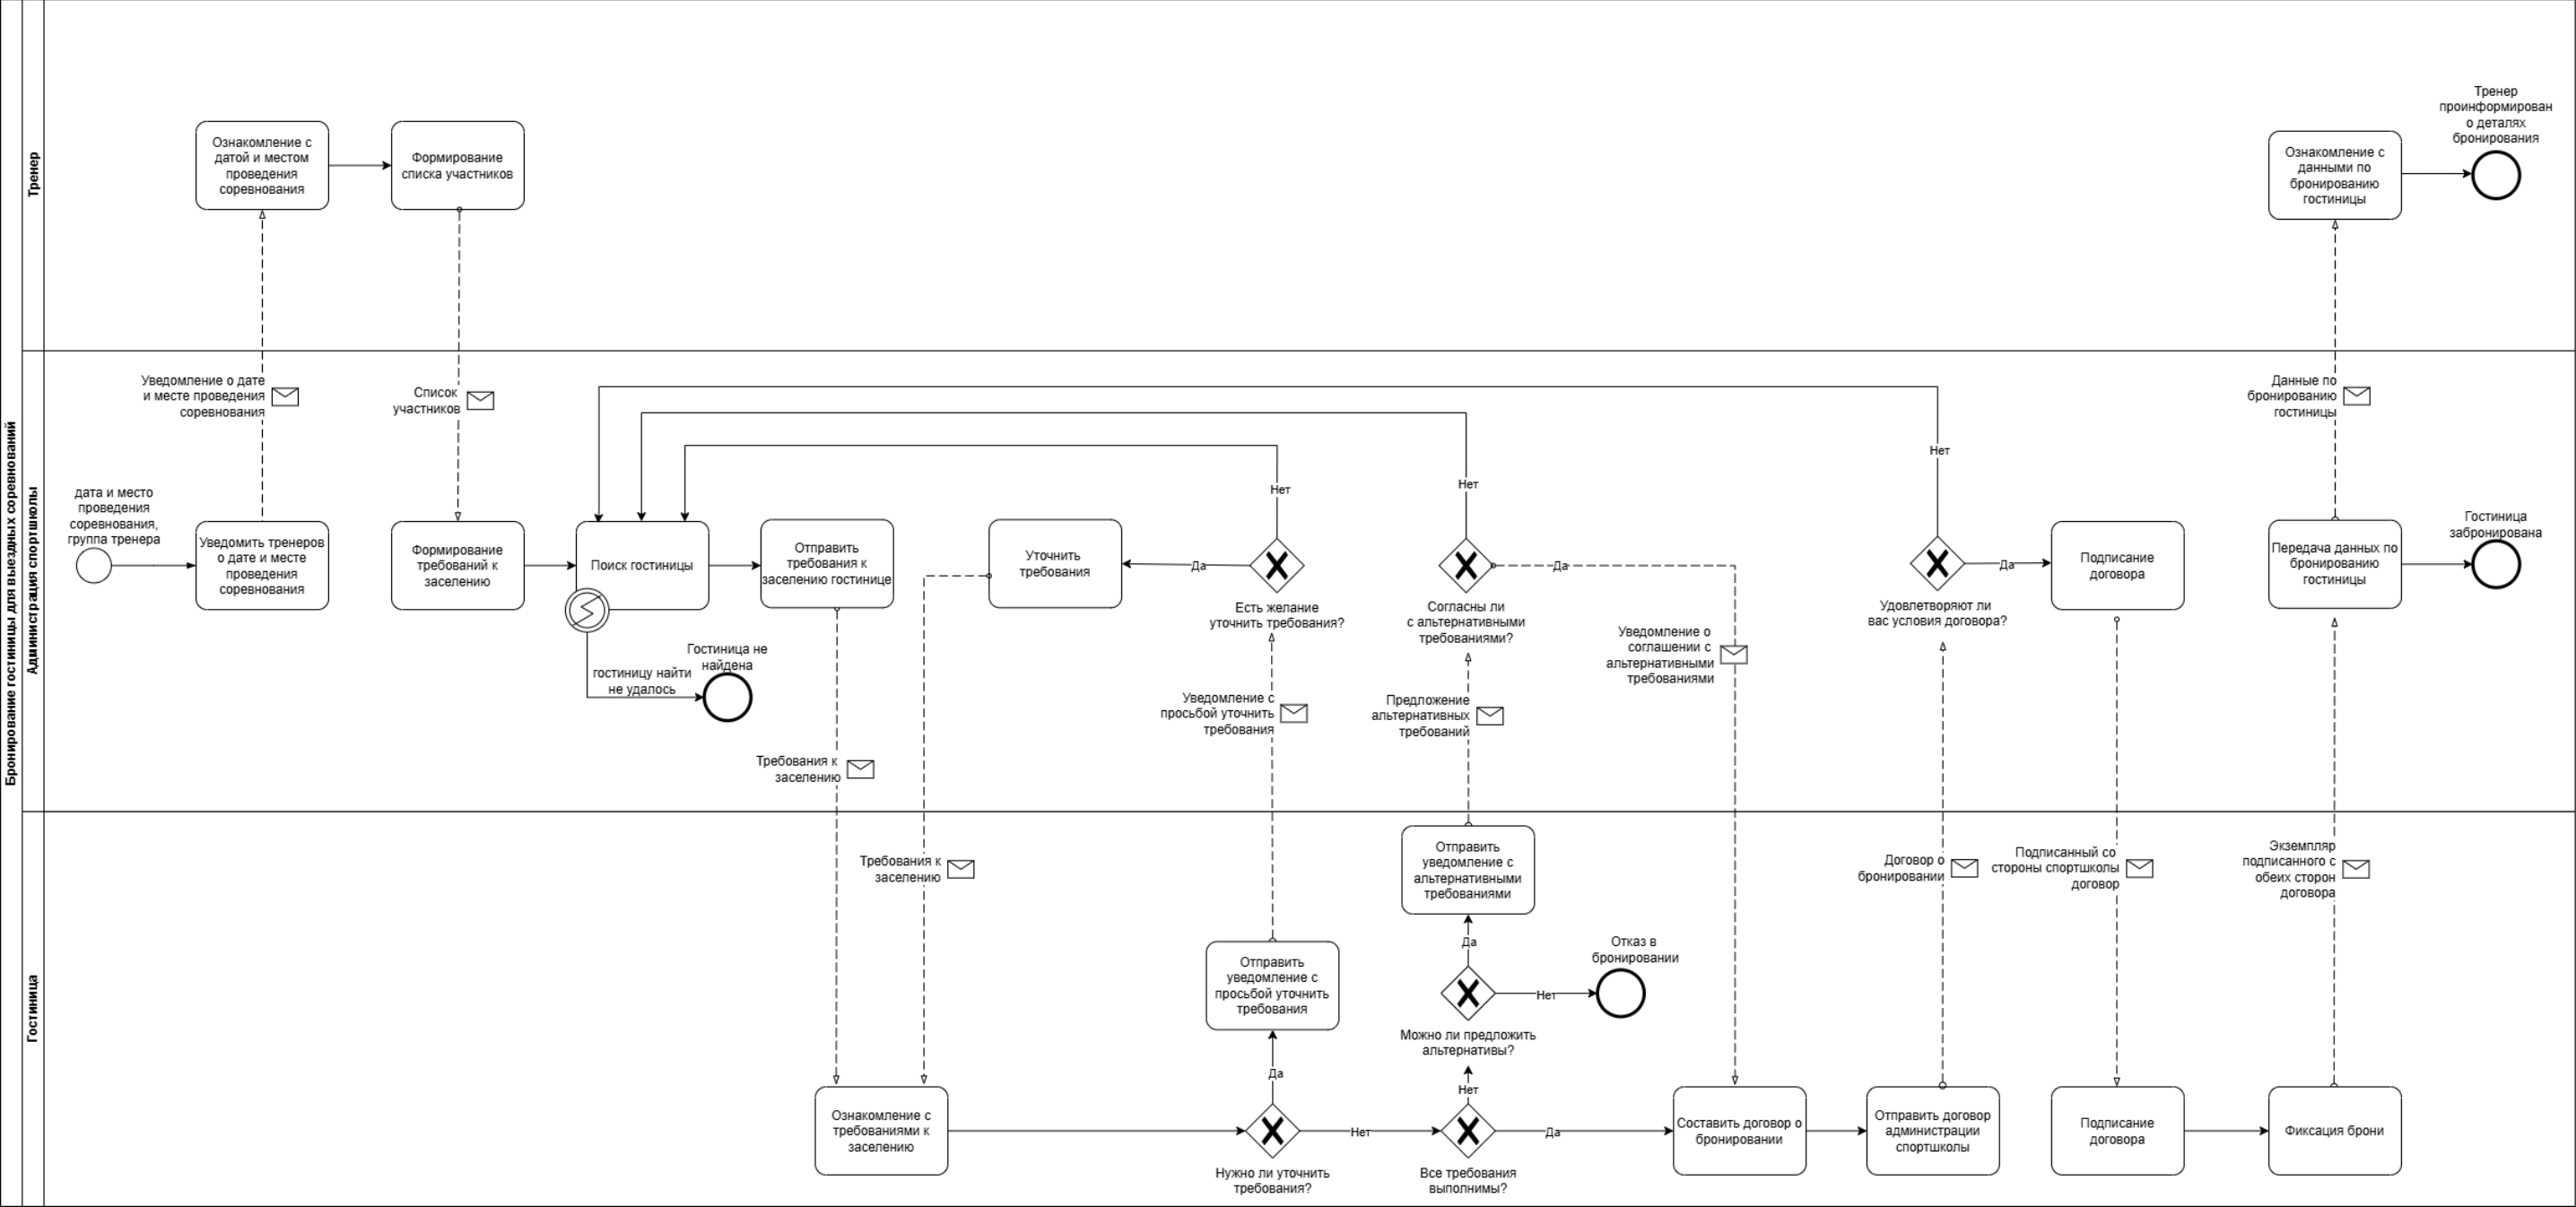 Бронирование гостиницы для выездных соревнований
Тренер
Ознакомление с
датой и местом
проведения
соревнования
Формирование
списка участников
Ознакомление с
данными по
бронированию
гостиницы
Тренер
проинформирован
о деталях
бронирования
Администрация спортшколы
Уведомление о дате
и месте проведения
соревнования
Список
участников
Данные по
бронированию
гостиницы
дата и место
проведения
соревнования,
группа тренера
Уведомить тренеров
о дате и месте
проведения
соревнования
Формирование
требований к
заселению
Поиск гостиницы
гостиницу найти
не удалось
Гостиница не
найдена
Отправить
требования к
заселению гостинице
Уточнить
требования
Да
Нет
Есть желание
уточнить требования?
Нет
Да
Согласны ли
с альтернативными
требованиями?
Уведомление о
соглашении с
альтернативными
требованиями
Нет
Да
Удовлетворяют ли
вас условия договора?
Подписание
договора
Передача данных по
бронированию
гостиницы
Гостиница
забронирована
Уведомление с
просьбой уточнить
требования
Предложение
альтернативных
требований
Требования к
заселению
Гостиница
Требования к
заселению
Отправить
уведомление с
альтернативными
требованиями
Договор о
бронировании
Подписанный со
стороны спортшколы
договор
Экземпляр
подписанного с
обеих сторон
договора
Отправить
уведомление с
просьбой уточнить
требования
Да
Отказ в
бронировании
Нет
Можно ли предложить
альтернативы?
Да
Нет
Ознакомление с
требованиями к
заселению
Нет
Нужно ли уточнить
требования?
Да
Все требования
выполнимы?
Составить договор о
бронировании
Отправить договор
администрации
спортшколы
Подписание
договора
Фиксация брони